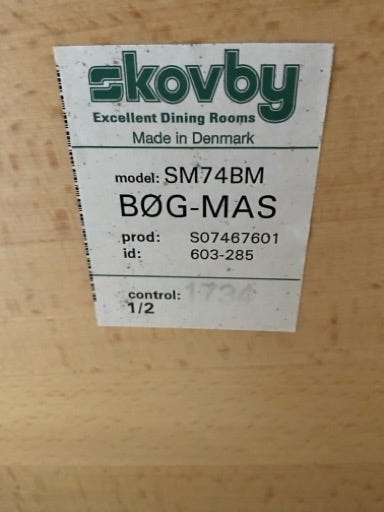 skovby
Excellent Dining Rooms
Made in Denmark
model: SM74BM
BØG-MAS
prod: S07467601
id: 603-285
control: 1734
1/2